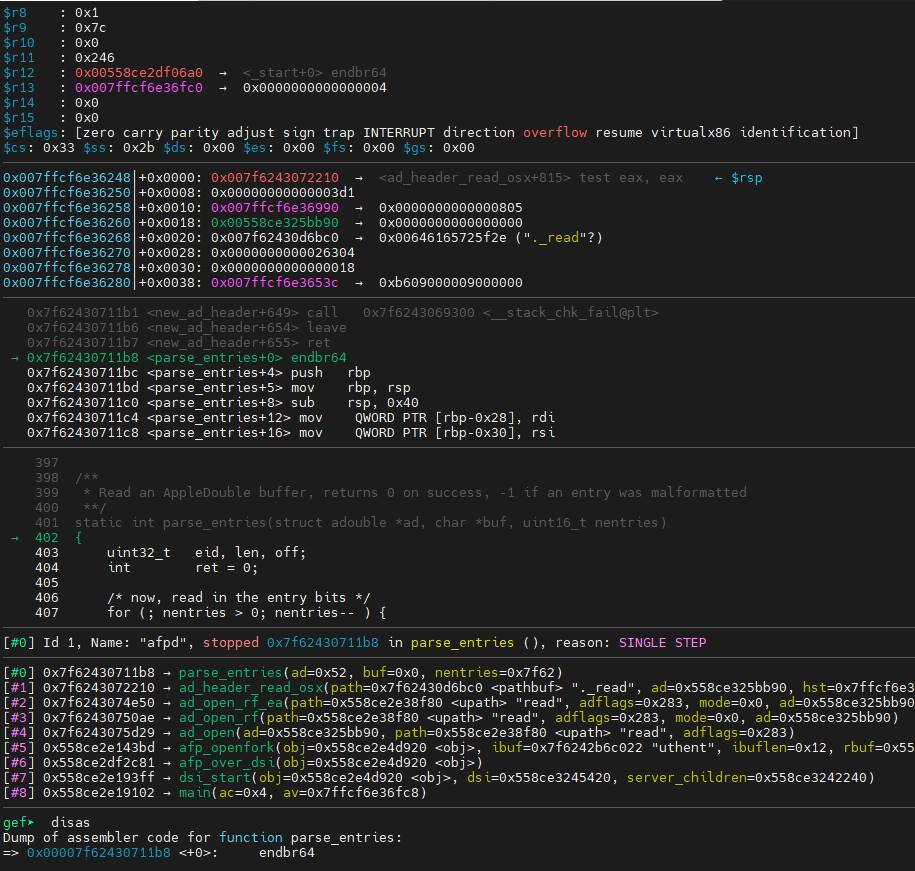 $r8    : 0x1
$r9    : 0x7c
$r10   : 0x0
$r11   : 0x246
$r12   : 0x00558ce2df06a0  →  <_start+0> endbr64
$r13   : 0x007ffcf6e36fc0  →  0x0000000000000004
$r14   : 0x0
$r15   : 0x0
$eflags: [zero carry parity adjust sign trap INTERRUPT direction overflow resume virtualx86 identification]
$cs: 0x33 $ss: 0x2b $ds: 0x00 $es: 0x00 $fs: 0x00 $gs: 0x00
0x007ffcf6e36248│+0x0000: 0x007f6243072210  →  <ad_header_read_osx+815> test eax, eax    ← $rsp
0x007ffcf6e36250│+0x0008: 0x00000000000003d1
0x007ffcf6e36258│+0x0010: 0x007ffcf6e36990  →  0x0000000000000805
0x007ffcf6e36260│+0x0018: 0x00558ce325bb90  →  0x0000000000000000
0x007ffcf6e36268│+0x0020: 0x007f62430d6bc0  →  0x00646165725f2e ("._read"?)
0x007ffcf6e36270│+0x0028: 0x0000000000026304
0x007ffcf6e36278│+0x0030: 0x0000000000000018
0x007ffcf6e36280│+0x0038: 0x007ffcf6e3653c  →  0xb609000009000000
0x7f62430711b1 <new_ad_header+649> call   0x7f6243069300 <__stack_chk_fail@plt>
0x7f62430711b6 <new_ad_header+654> leave
0x7f62430711b7 <new_ad_header+655> ret
→ 0x7f62430711b8 <parse_entries+0> endbr64
0x7f62430711bc <parse_entries+4> push   rbp
0x7f62430711bd <parse_entries+5> mov    rbp, rsp
0x7f62430711c0 <parse_entries+8> sub    rsp, 0x40
0x7f62430711c4 <parse_entries+12> mov    QWORD PTR [rbp-0x28], rdi
0x7f62430711c8 <parse_entries+16> mov    QWORD PTR [rbp-0x30], rsi
397
398  /**
399   * Read an AppleDouble buffer, returns 0 on success, -1 if an entry was malformatted
400   **/
401  static int parse_entries(struct adouble *ad, char *buf, uint16_t nentries)
→  402  {
403      uint32_t   eid, len, off;
404      int        ret = 0;
405
406      /* now, read in the entry bits */
407      for (; nentries > 0; nentries-- ) {
[#0] Id 1, Name: "afpd", stopped 0x7f62430711b8 in parse_entries (), reason: SINGLE STEP
[#0] 0x7f62430711b8 → parse_entries(ad=0x52, buf=0x0, nentries=0x7f62)
[#1] 0x7f6243072210 → ad_header_read_osx(path=0x7f62430d6bc0 <pathbuf> "._read", ad=0x558ce325bb90, hst=0x7ffcf6e3
[#2] 0x7f6243074e50 → ad_open_rf_ea(path=0x558ce2e38f80 <upath> "read", adflags=0x283, mode=0x0, ad=0x558ce325bb90
[#3] 0x7f62430750ae → ad_open_rf(path=0x558ce2e38f80 <upath> "read", adflags=0x283, mode=0x0, ad=0x558ce325bb90)
[#4] 0x7f6243075d29 → ad_open(ad=0x558ce325bb90, path=0x558ce2e38f80 <upath> "read", adflags=0x283)
[#5] 0x558ce2e143bd → afp_openfork(obj=0x558ce2e4d920 <obj>, ibuf=0x7f6242b6c022 "uthent", ibuflen=0x12, rbuf=0x55
[#6] 0x558ce2df2c81 → afp_over_dsi(obj=0x558ce2e4d920 <obj>)
[#7] 0x558ce2e193ff → dsi_start(obj=0x558ce2e4d920 <obj>, dsi=0x558ce3245420, server_children=0x558ce3242240)
[#8] 0x558ce2e19102 → main(ac=0x4, av=0x7ffcf6e36fc8)
gef➤  disas
Dump of assembler code for function parse_entries:
=> 0x00007f62430711b8 <+0>:     endbr64